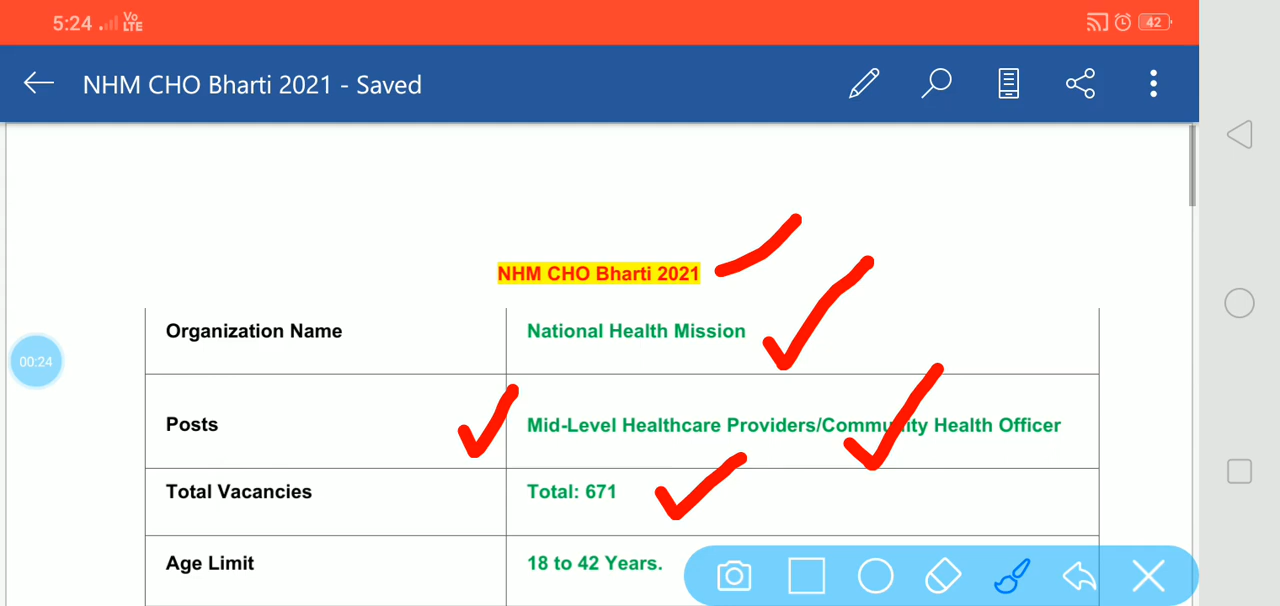 5:24 Vo LTE 42
NHM CHO Bharti 2021 - Saved
NHM CHO Bharti 2021
Organization Name National Health Mission
00:24
Posts Mid-Level Healthcare Providers/Community Health Officer
Total Vacancies Total: 671
Age Limit 18 to 42 Years.